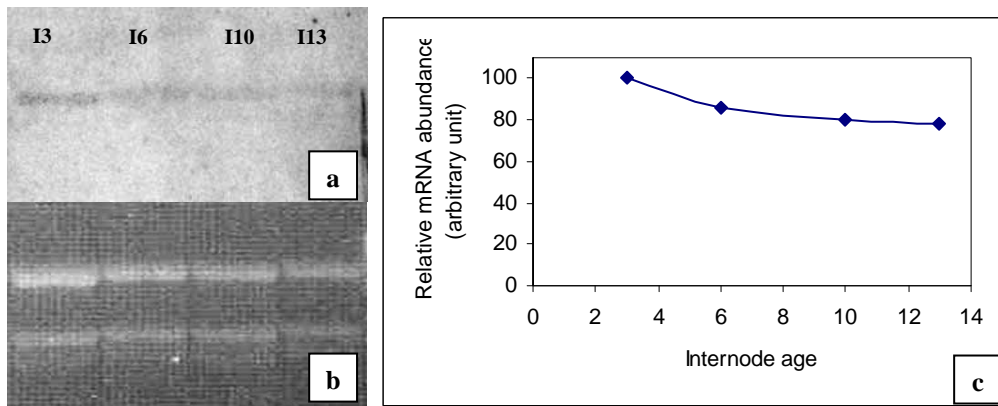 I3 I6 I10 I13
a
b
Relative mRNA abundance
(arbitrary unit)
100
80
60
40
20
0
0 2 4 6 8 10 12 14
Internode age
c